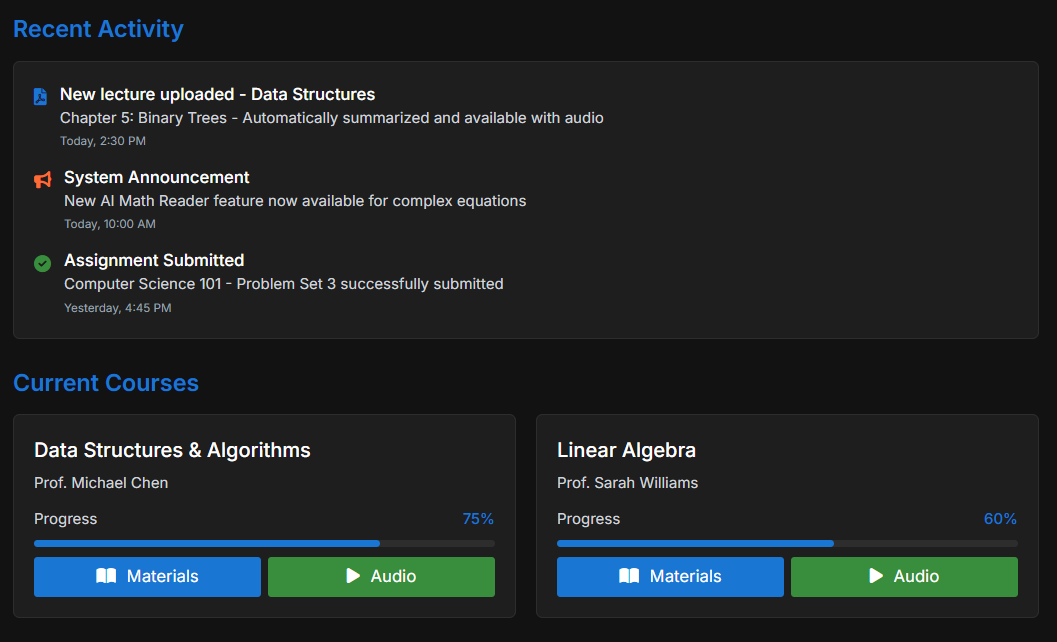 Recent Activity
New lecture uploaded - Data Structures
Chapter 5: Binary Trees - Automatically summarized and available with audio
Today, 2:30 PM
System Announcement
New AI Math Reader feature now available for complex equations
Today, 10:00 AM
Assignment Submitted
Computer Science 101 - Problem Set 3 successfully submitted
Yesterday, 4:45 PM
Current Courses
Data Structures & Algorithms
Prof. Michael Chen
Progress 75%
Materials Audio
Linear Algebra
Prof. Sarah Williams
Progress 60%
Materials Audio